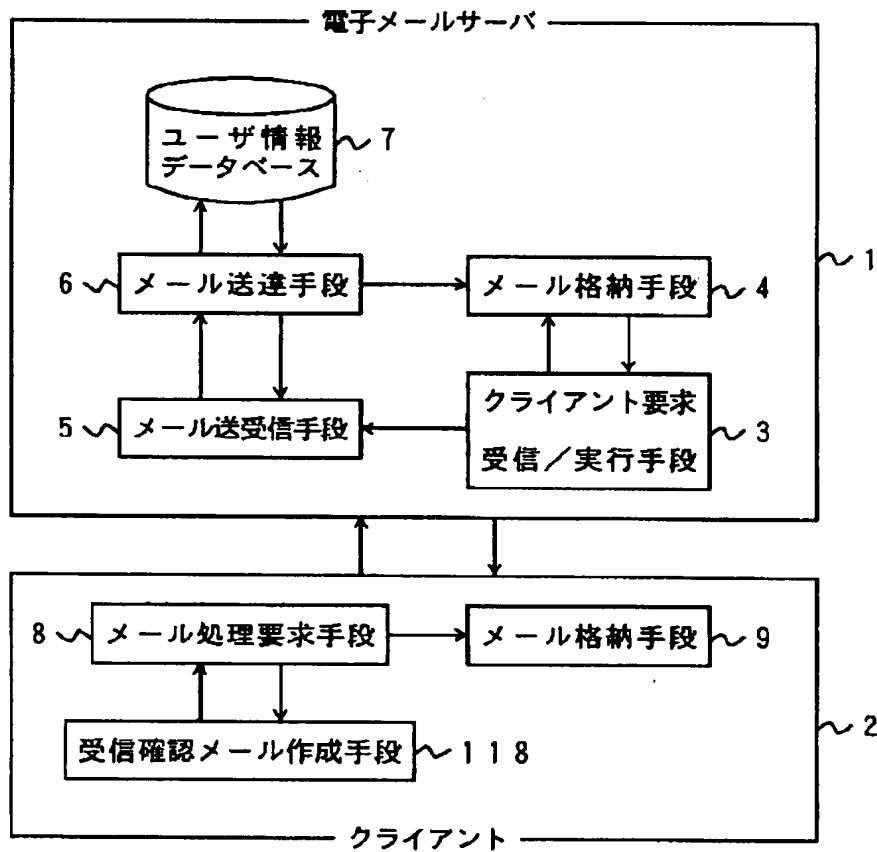 電子メールサーバ
ユーザ情報
データベース
7
6
メール送達手段
メール格納手段
4
1
5
メール送受信手段
クライアント要求
受信／実行手段
3
8
メール処理要求手段
メール格納手段
9
受信確認メール作成手段
118
2
クライアント